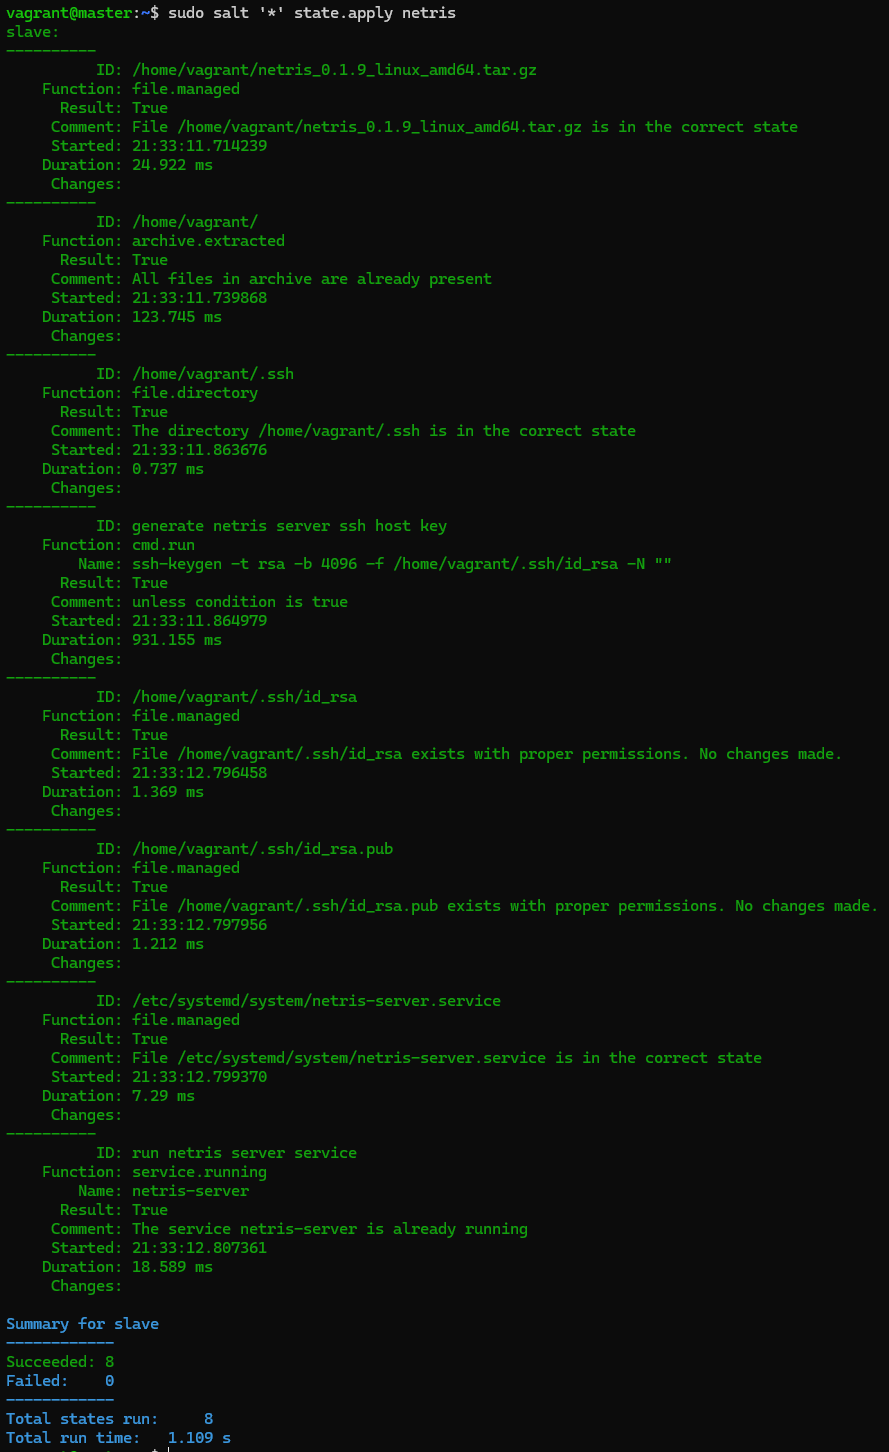 vagrant@master:~$ sudo salt '*' state.apply netris
slave:
----------
          ID: /home/vagrant/netris_0.1.9_linux_amd64.tar.gz
    Function: file.managed
      Result: True
     Comment: File /home/vagrant/netris_0.1.9_linux_amd64.tar.gz is in the correct state
     Started: 21:33:11.714239
    Duration: 24.922 ms
     Changes:
----------
          ID: /home/vagrant/
    Function: archive.extracted
      Result: True
     Comment: All files in archive are already present
     Started: 21:33:11.739868
    Duration: 123.745 ms
     Changes:
----------
          ID: /home/vagrant/.ssh
    Function: file.directory
      Result: True
     Comment: The directory /home/vagrant/.ssh is in the correct state
     Started: 21:33:11.863676
    Duration: 0.737 ms
     Changes:
----------
          ID: generate netris server ssh host key
    Function: cmd.run
        Name: ssh-keygen -t rsa -b 4096 -f /home/vagrant/.ssh/id_rsa -N ""
      Result: True
     Comment: unless condition is true
     Started: 21:33:11.864979
    Duration: 931.155 ms
     Changes:
----------
          ID: /home/vagrant/.ssh/id_rsa
    Function: file.managed
      Result: True
     Comment: File /home/vagrant/.ssh/id_rsa exists with proper permissions. No changes made.
     Started: 21:33:12.796458
    Duration: 1.369 ms
     Changes:
----------
          ID: /home/vagrant/.ssh/id_rsa.pub
    Function: file.managed
      Result: True
     Comment: File /home/vagrant/.ssh/id_rsa.pub exists with proper permissions. No changes made.
     Started: 21:33:12.797956
    Duration: 1.212 ms
     Changes:
----------
          ID: /etc/systemd/system/netris-server.service
    Function: file.managed
      Result: True
     Comment: File /etc/systemd/system/netris-server.service is in the correct state
     Started: 21:33:12.799370
    Duration: 7.29 ms
     Changes:
----------
          ID: run netris server service
    Function: service.running
        Name: netris-server
      Result: True
     Comment: The service netris-server is already running
     Started: 21:33:12.807361
    Duration: 18.589 ms
     Changes:

Summary for slave
------------
Succeeded: 8
Failed:    0
------------
Total states run:     8
Total run time:   1.109 s